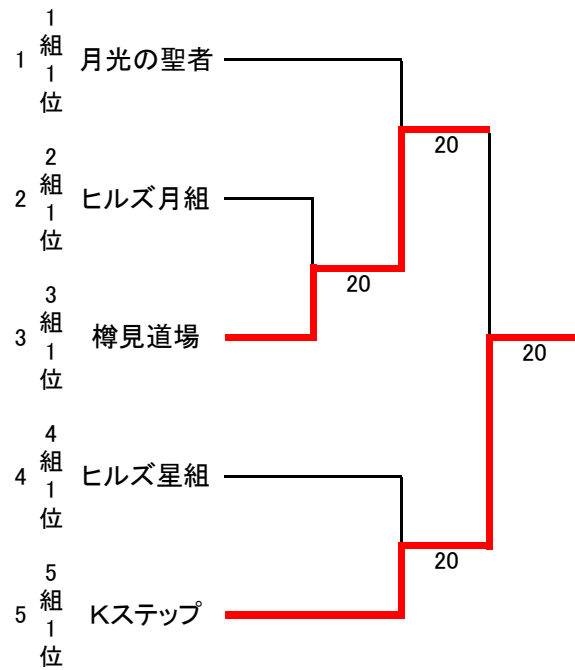 1 1組1位 月光の聖者
2 2組1位 ヒルズ月組
3 3組1位 樽見道場
4 4組1位 ヒルズ星組
5 5組1位 Kステップ
20
20
20
20